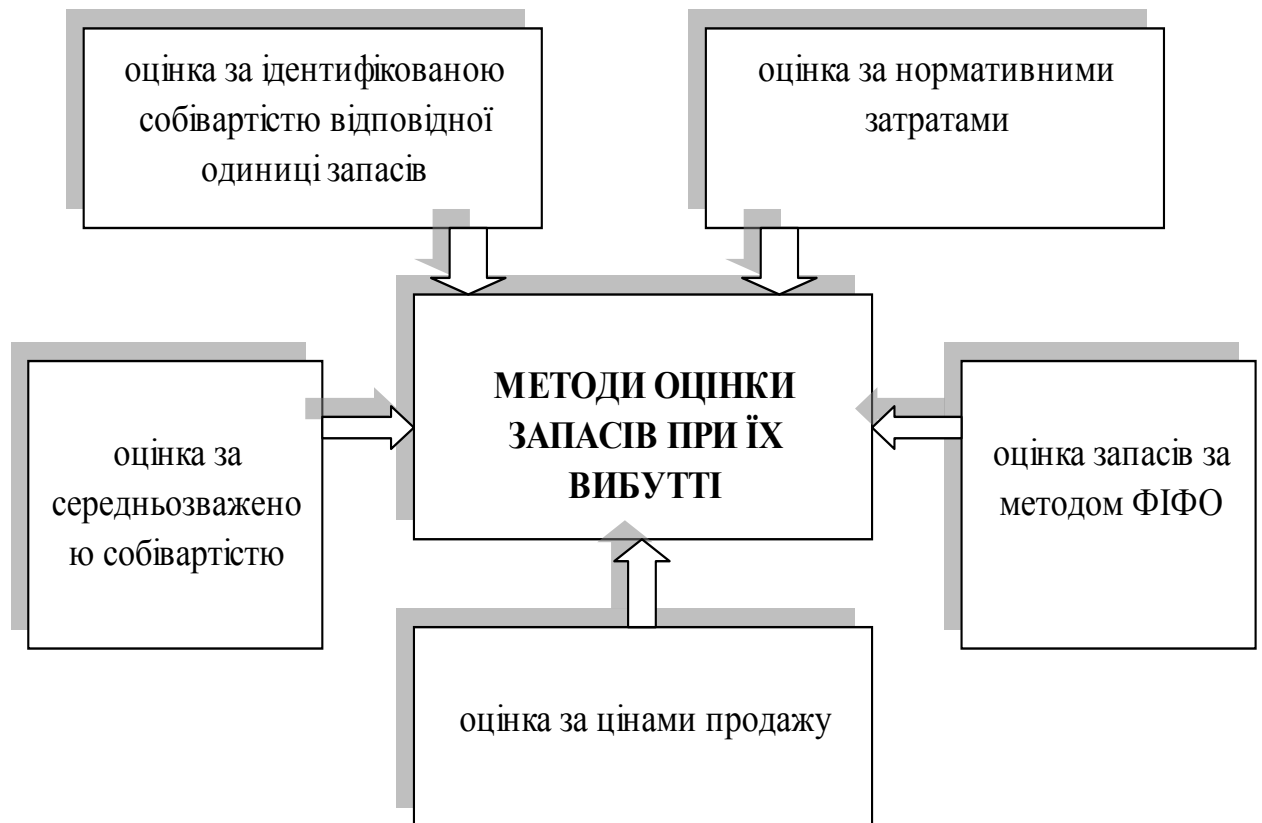 оцінка за ідентифікованою
собівартістю відповідної
одиниці запасів
оцінка за нормативними
затратами
МЕТОДИ ОЦІНКИ
ЗАПАСІВ ПРИ ЇХ
ВИБУТТІ
оцінка за
середньозважено
ю собівартістю
оцінка запасів за
методом ФІФО
оцінка за цінами продажу